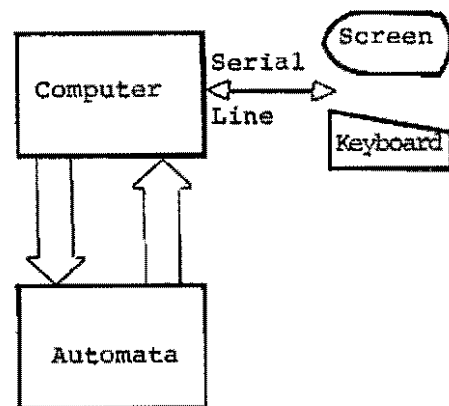 Screen
Serial
Computer
Line
Keyboard
Automata